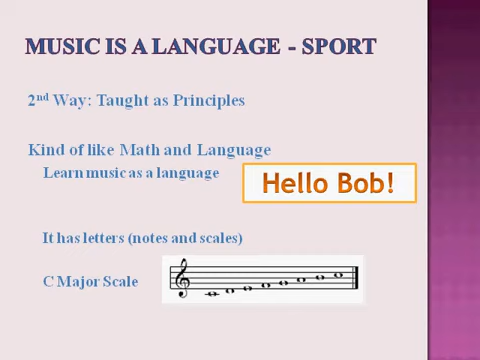 MUSIC IS A LANGUAGE - SPORT
2nd Way: Taught as Principles
Kind of like Math and Language
Learn music as a language
Hello Bob!
It has letters (notes and scales)
C Major Scale